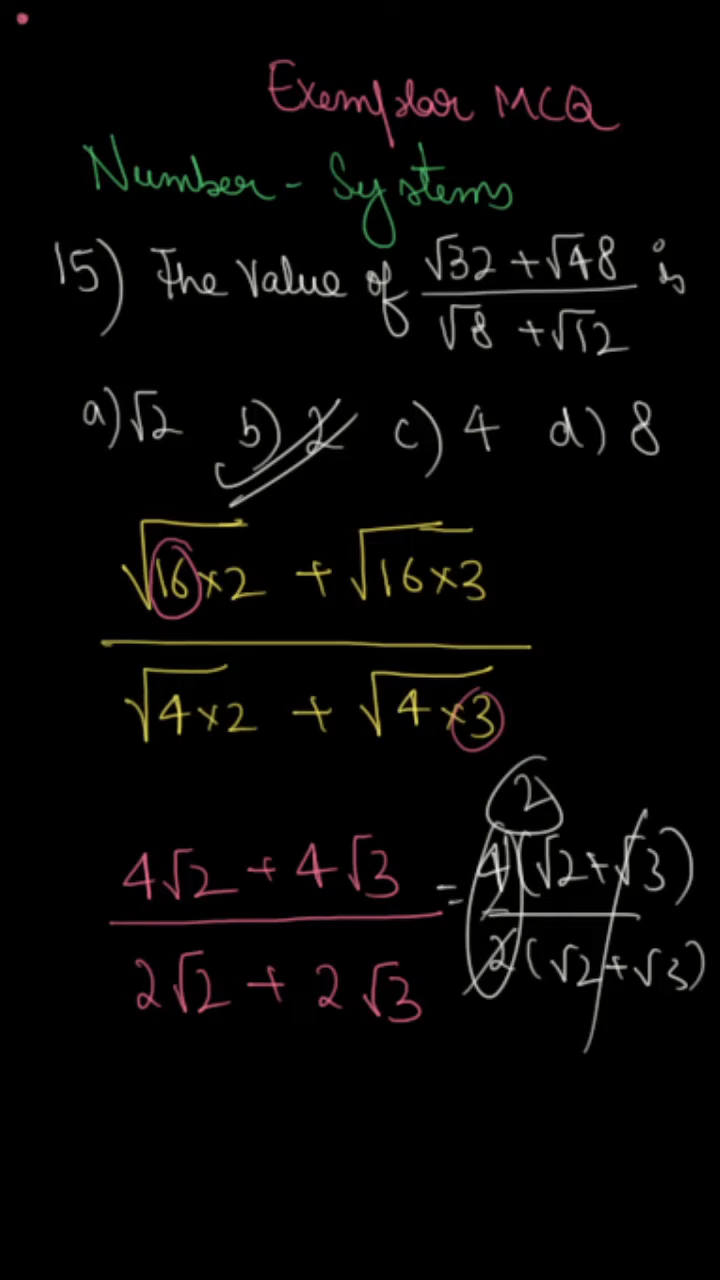 Exemplar MCQ
Number - Systems
15) The value of (√32 + √48)/(√8 + √12) is
a) √2 b) 2 c) 4 d) 8
√16×2 + √16×3
√4×2 + √4×3
2
4√2 + 4√3 = 4(√2+√3)
2√2 + 2√3 2(√2+√3)